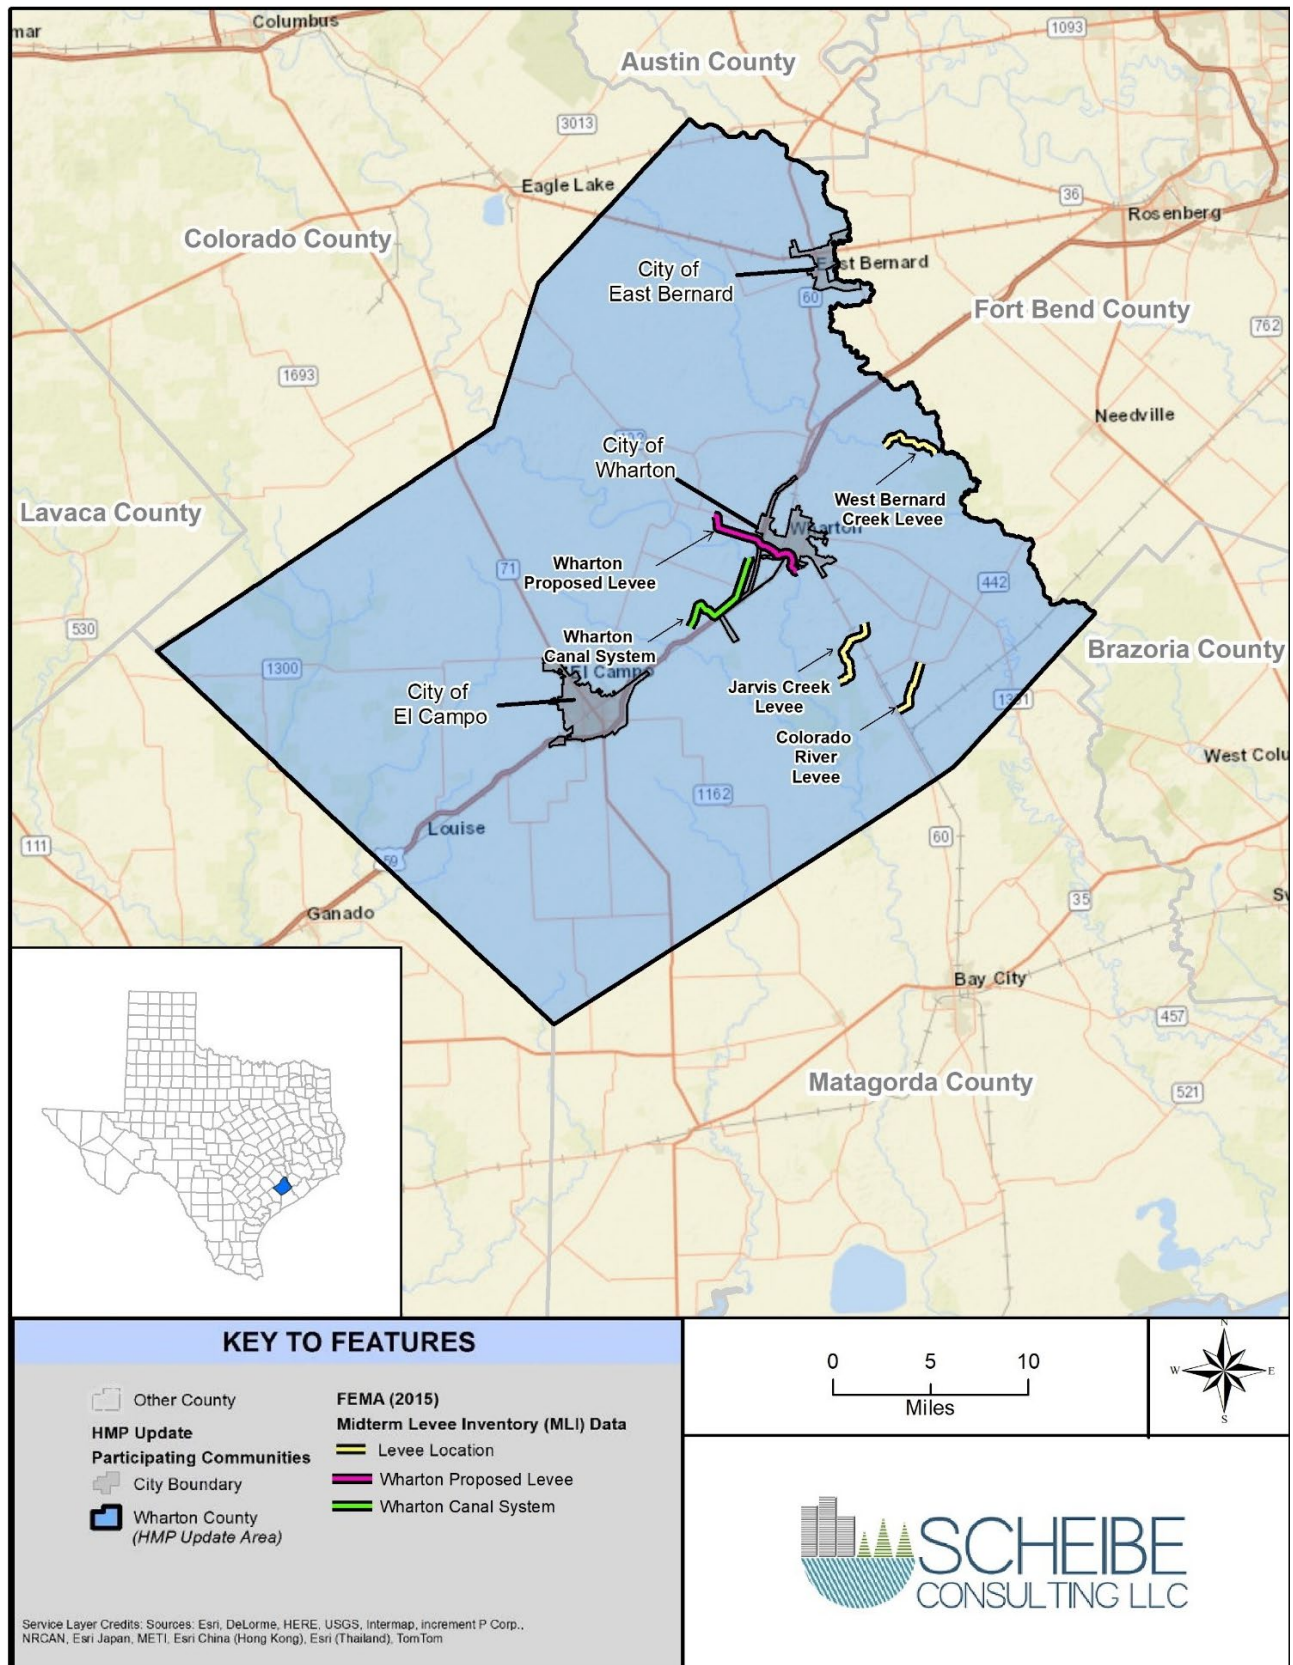 mar
Columbus
1093
Austin County
3013
Eagle Lake
36
Rosenberg
Colorado County
City of
East Bernard
East Bernard
60
Fort Bend County
762
1693
Needville
City of
Wharton
West Bernard
Creek Levee
Lavaca County
Wharton
Wharton
Proposed Levee
71
442
530
1300
Wharton
Canal System
El Campo
Brazoria County
City of
El Campo
Jarvis Creek
Levee
Colorado
River
Levee
West Colu
1162
Louise
111
60
59
35
Sw
Ganado
Bay City
457
Matagorda County
521
KEY TO FEATURES
Other County
HMP Update
Participating Communities
City Boundary
Wharton County
(HMP Update Area)
FEMA (2015)
Midterm Levee Inventory (MLI) Data
Levee Location
Wharton Proposed Levee
Wharton Canal System
Service Layer Credits: Sources: Esri, DeLorme, HERE, USGS, Intermap, increment P Corp.,
NRCAN, Esri Japan, METI, Esri China (Hong Kong), Esri (Thailand), TomTom
0 5 10
Miles
N
W E
S
SCHEIBE
CONSULTING LLC